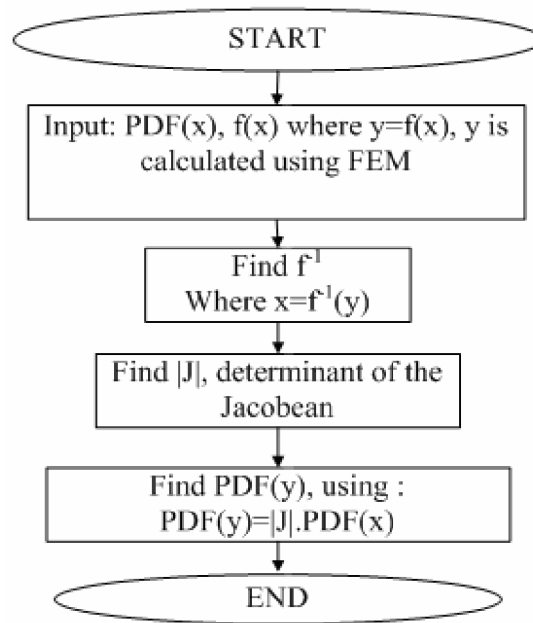 START
Input: PDF(x), f(x) where y=f(x), y is
calculated using FEM
Find f⁻¹
Where x=f⁻¹(y)
Find |J|, determinant of the
Jacobean
Find PDF(y), using :
PDF(y)=|J|.PDF(x)
END